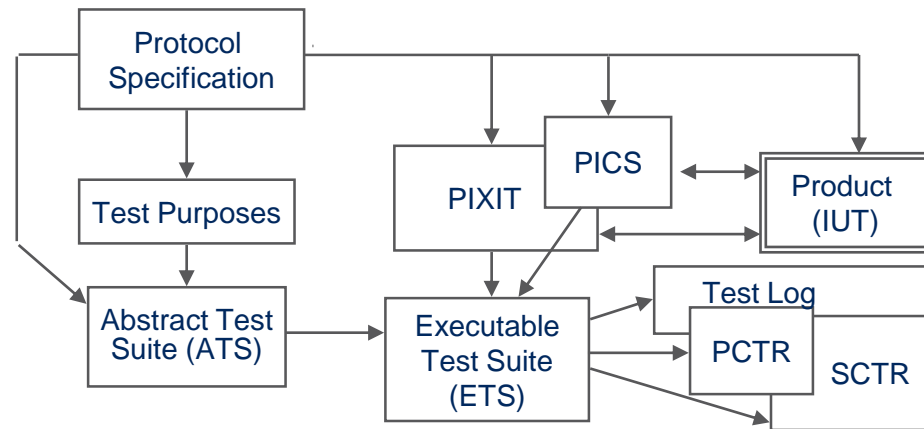 Protocol
Specification
PICS
PIXIT
Product
(IUT)
Test Purposes
Abstract Test
Suite (ATS)
Executable
Test Suite
(ETS)
Test Log
PCTR
SCTR